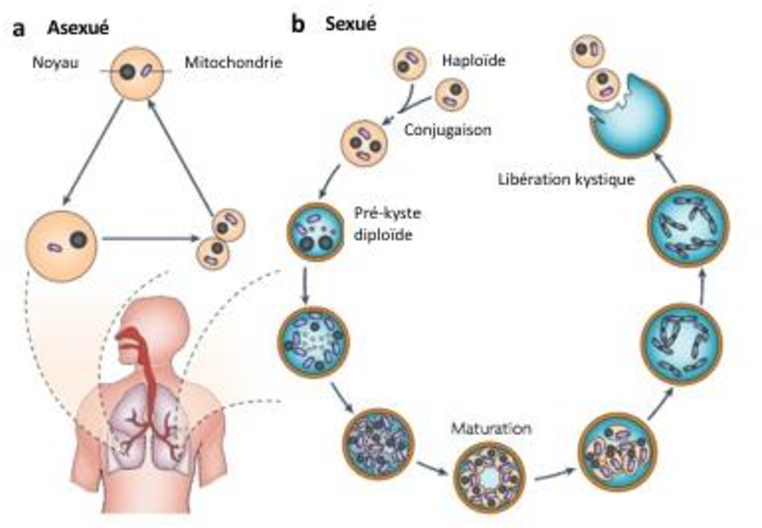 a Asexué
Noyau
Mitochondrie
b Sexué
Haploïde
Conjugaison
Pré-kyste
diploïde
Maturation
Libération kystique